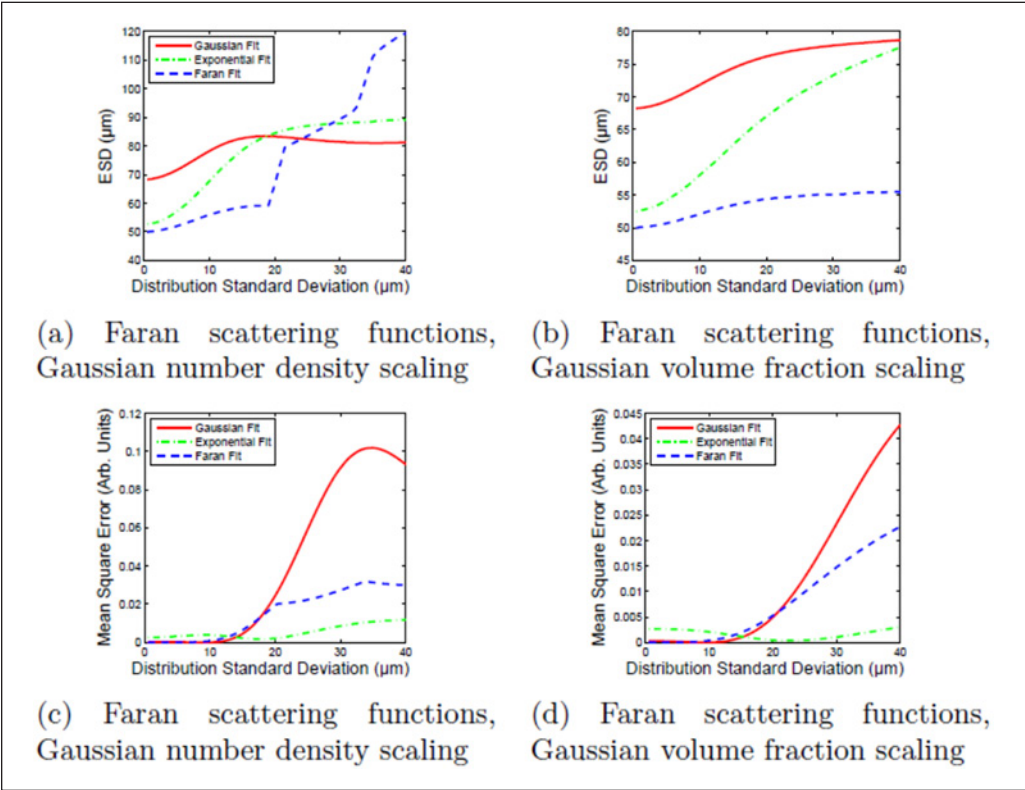 120
110
100
90
80
70
60
50
40
ESD (µm)
Gaussian Fit
Exponential Fit
Faran Fit
0 10 20 30 40
Distribution Standard Deviation (µm)
80
75
70
65
60
55
50
45
ESD (µm)
0 10 20 30 40
Distribution Standard Deviation (µm)
(a) Faran scattering functions,
Gaussian number density scaling
(b) Faran scattering functions,
Gaussian volume fraction scaling
0.12
0.1
0.08
0.06
0.04
0.02
0
Mean Square Error (Arb. Units)
Gaussian Fit
Exponential Fit
Faran Fit
0 10 20 30 40
Distribution Standard Deviation (µm)
0.045
0.04
0.035
0.03
0.025
0.02
0.015
0.01
0.005
0
Mean Square Error (Arb. Units)
Gaussian Fit
Exponential Fit
Faran Fit
0 10 20 30 40
Distribution Standard Deviation (µm)
(c) Faran scattering functions,
Gaussian number density scaling
(d) Faran scattering functions,
Gaussian volume fraction scaling